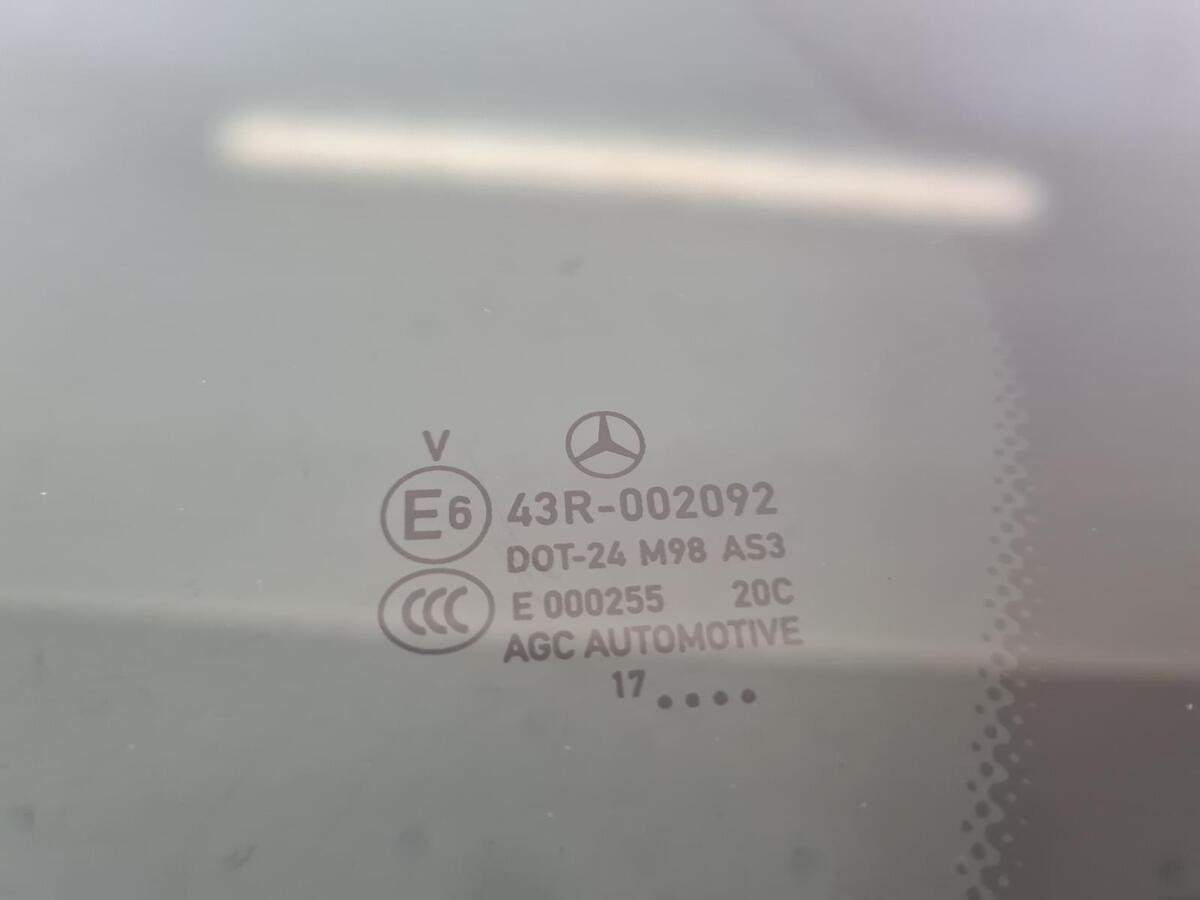 V
E6 43R-002092
DOT-24 M98 AS3
CCC E 000255 20C
AGC AUTOMOTIVE
17 ••••